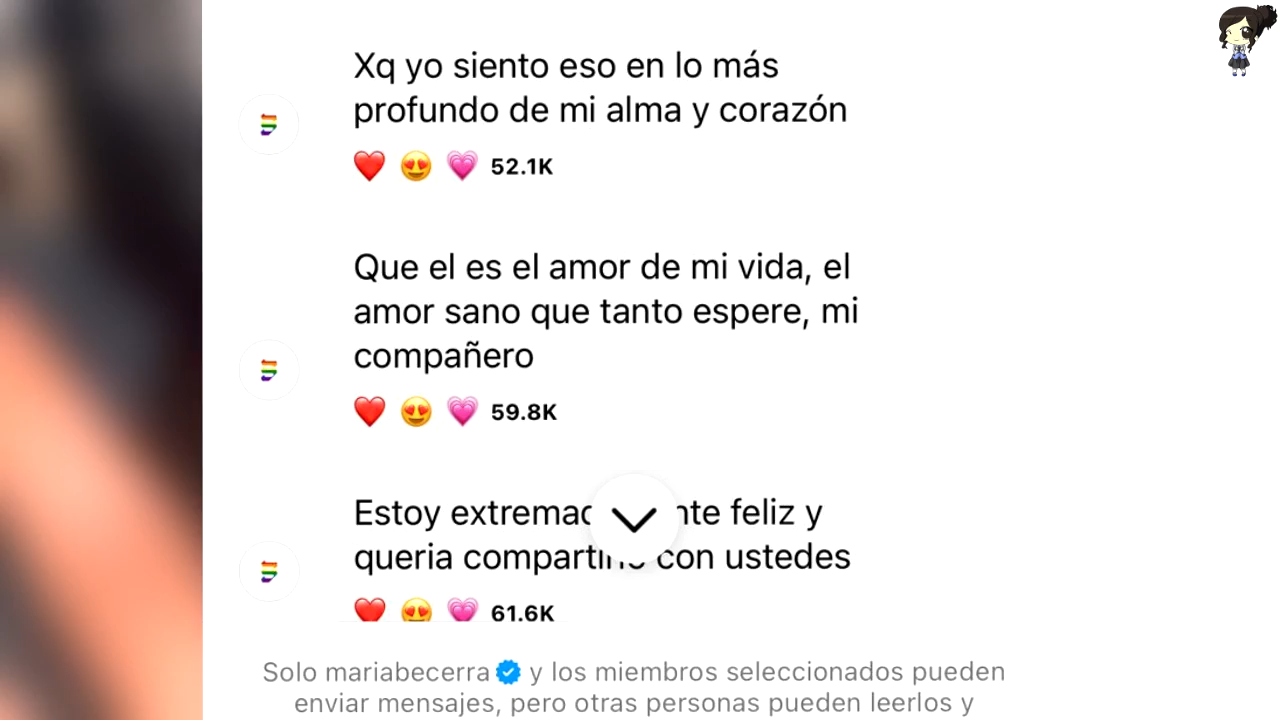 Xq yo siento eso en lo más
profundo de mi alma y corazón
52.1K
Que el es el amor de mi vida, el
amor sano que tanto espere, mi
compañero
59.8K
Estoy feliz y
queria con ustedes
61.6K
Solo mariabecerra y los miembros seleccionados pueden
enviar mensajes, pero otras personas pueden leerlos y